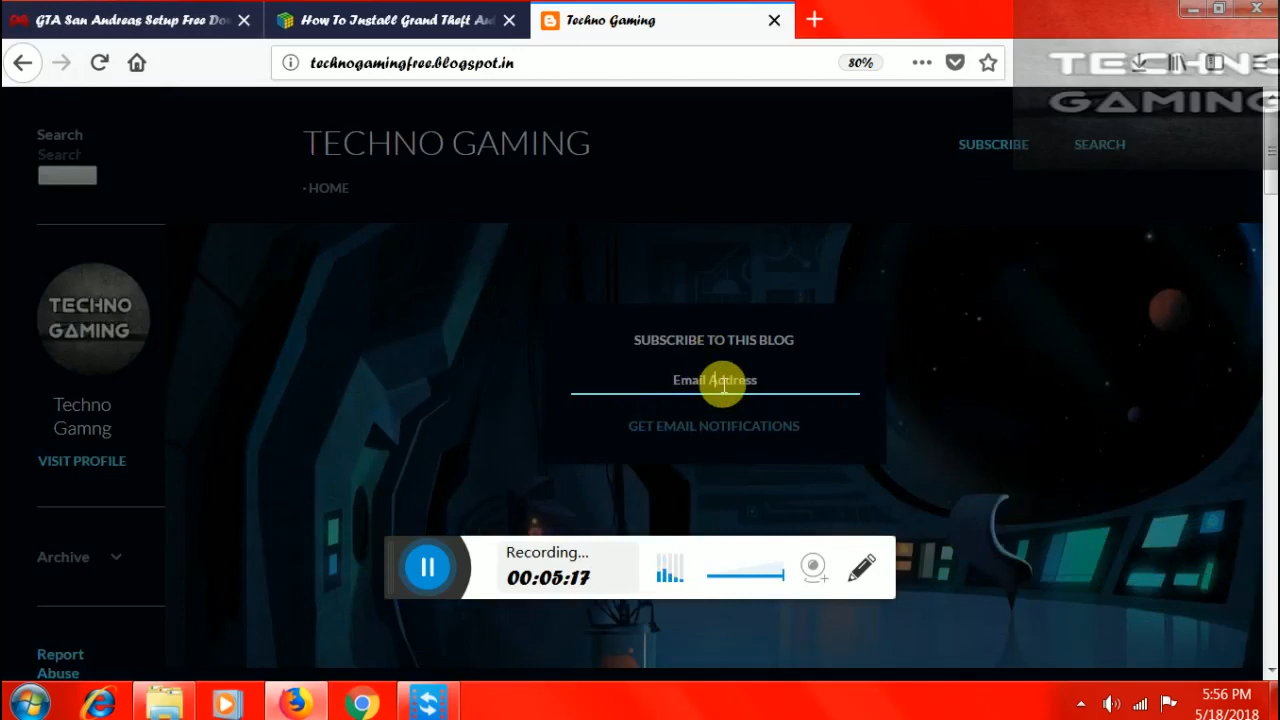 GTA San Andreas Setup Free Do
How To Install Grand Theft Au
Techno Gaming
technogamingfree.blogspot.in
80%
TECHNO
GAMING
Search
Search
TECHNO GAMING
SUBSCRIBE
SEARCH
HOME
TECHNO
GAMING
Techno
Gamng
VISIT PROFILE
SUBSCRIBE TO THIS BLOG
Email Address
GET EMAIL NOTIFICATIONS
Archive
Recording...
00:05:17
Report
Abuse
5:56 PM
5/18/2018